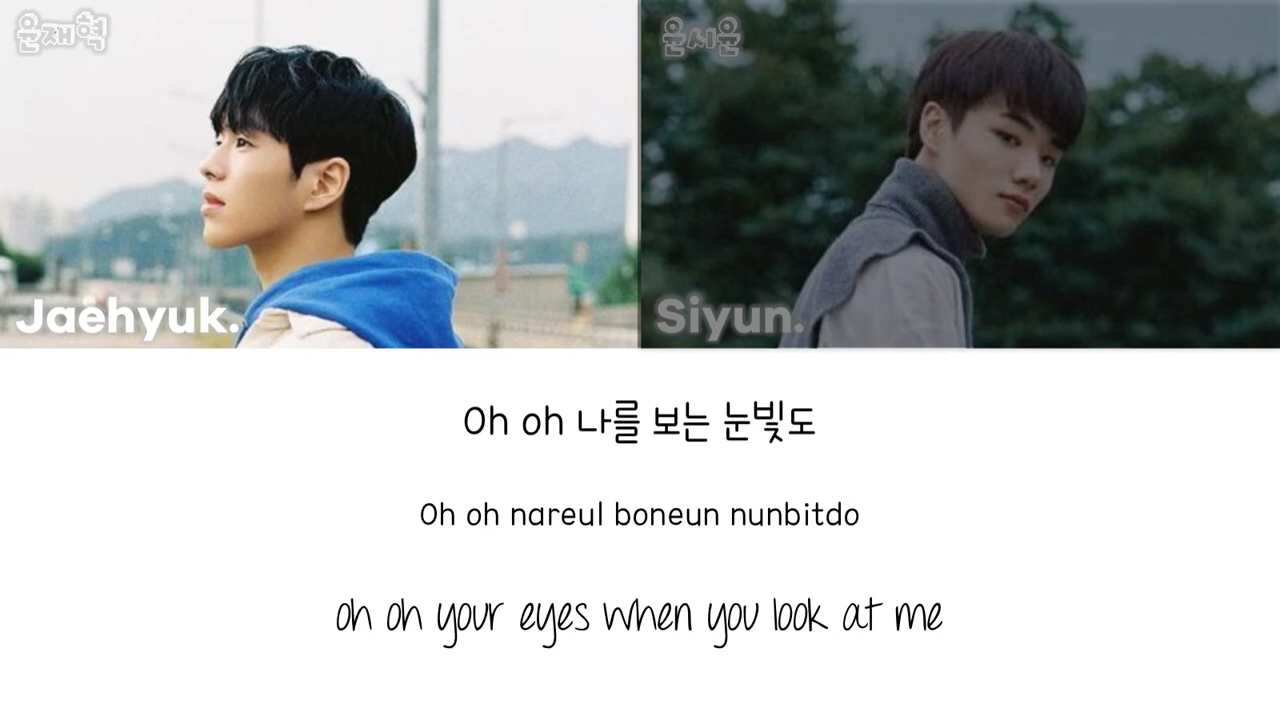 윤재혁
윤시윤
Jaehyuk.
Siyun.
Oh oh 나를 보는 눈빛도
Oh oh nareul boneun nunbitdo
oh oh your eyes when you look at me